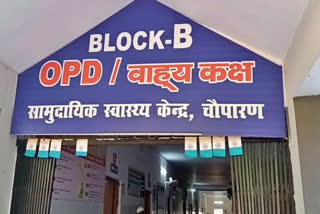 BLOCK-B
OPD / वाह्य कक्ष
सामुदायिक स्वास्थ्य केन्द्र, चौपारण